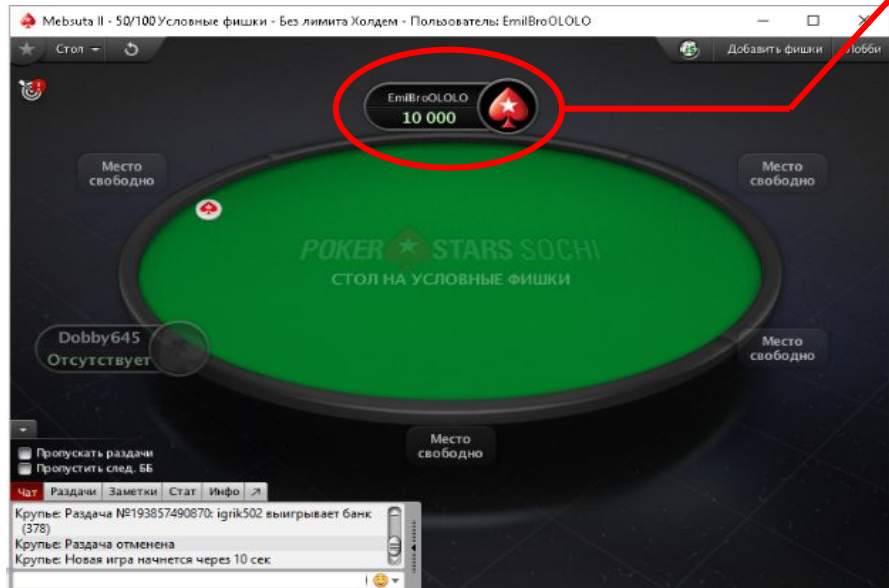 Mebsuta II - 50/100 Условные фишки - Без лимита Холдем - Пользователь: EmilBroOLOLO
Стол
Добавить фишки
Лобби
EmilBroOLOLO
10 000
Место
свободно
Место
свободно
POKER STARS SOCHI
СТОЛ НА УСЛОВНЫЕ ФИШКИ
Dobby645
Отсутствует
Место
свободно
Место
свободно
Пропускать раздачи
Пропустить след. ББ
Чат Раздачи Заметки Стат Инфо
Крупье: Раздача №193857490870: igrik502 выигрывает банк
(378)
Крупье: Раздача отменена
Крупье: Новая игра начнется через 10 сек